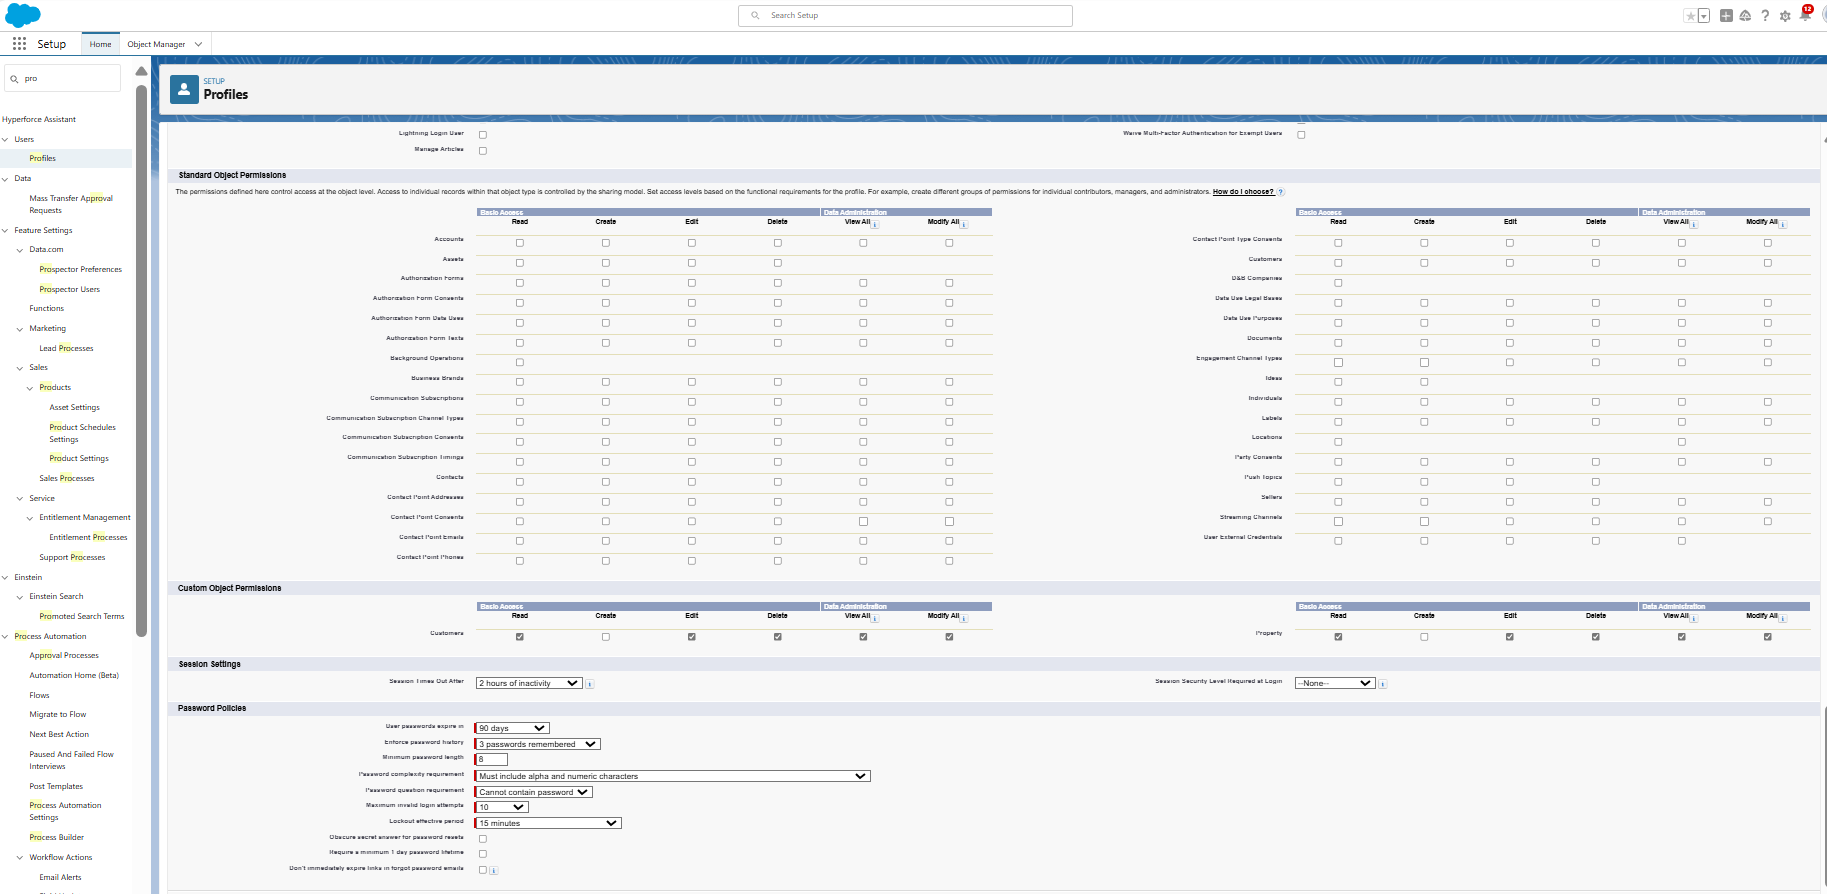 Search Setup
12
Setup
Home
Object Manager
pro
SETUP
Profiles
Hyperforce Assistant
Users
Profiles
Data
Mass Transfer Approval
Requests
Feature Settings
Data.com
Prospector Preferences
Prospector Users
Functions
Marketing
Lead Processes
Sales
Products
Asset Settings
Product Schedules
Settings
Product Settings
Sales Processes
Service
Entitlement Management
Entitlement Processes
Support Processes
Einstein
Einstein Search
Promoted Search Terms
Process Automation
Approval Processes
Automation Home (Beta)
Flows
Migrate to Flow
Next Best Action
Paused And Failed Flow
Interviews
Post Templates
Process Automation
Settings
Process Builder
Workflow Actions
Email Alerts
Lightning Login User
Waive Multi-Factor Authentication for Exempt Users
Manage Articles
Standard Object Permissions
The permissions defined here control access at the object level. Access to individual records within that object type is controlled by the sharing model. Set access levels based on the functional requirements for the profile. For example, create different groups of permissions for individual contributors, managers, and administrators. How do I choose? ?
Basic Access Data Administration
Read Create Edit Delete View All i Modify All i
Accounts
Assets
Authorization Forms
Authorization Form Consents
Authorization Form Data Uses
Authorization Form Texts
Background Operations
Business Brands
Communication Subscriptions
Communication Subscription Channel Types
Communication Subscription Consents
Communication Subscription Timings
Contacts
Contact Point Addresses
Contact Point Consents
Contact Point Emails
Contact Point Phones
Basic Access Data Administration
Read Create Edit Delete View All i Modify All i
Contact Point Type Consents
Customers
D&B Companies
Data Use Legal Bases
Data Use Purposes
Documents
Engagement Channel Types
Ideas
Individuals
Labels
Locations
Party Consents
Push Topics
Sellers
Streaming Channels
User External Credentials
Custom Object Permissions
Basic Access Data Administration
Read Create Edit Delete View All i Modify All i
Customers
Basic Access Data Administration
Read Create Edit Delete View All i Modify All i
Property
Session Settings
Session Times Out After 2 hours of inactivity i
Session Security Level Required at Login --None-- i
Password Policies
User passwords expire in 90 days
Enforce password history 3 passwords remembered
Minimum password length 8
Password complexity requirement Must include alpha and numeric characters
Password question requirement Cannot contain password
Maximum invalid login attempts 10
Lockout effective period 15 minutes
Obscure secret answer for password resets
Require a minimum 1 day password lifetime
Don't immediately expire links in forgot password emails i